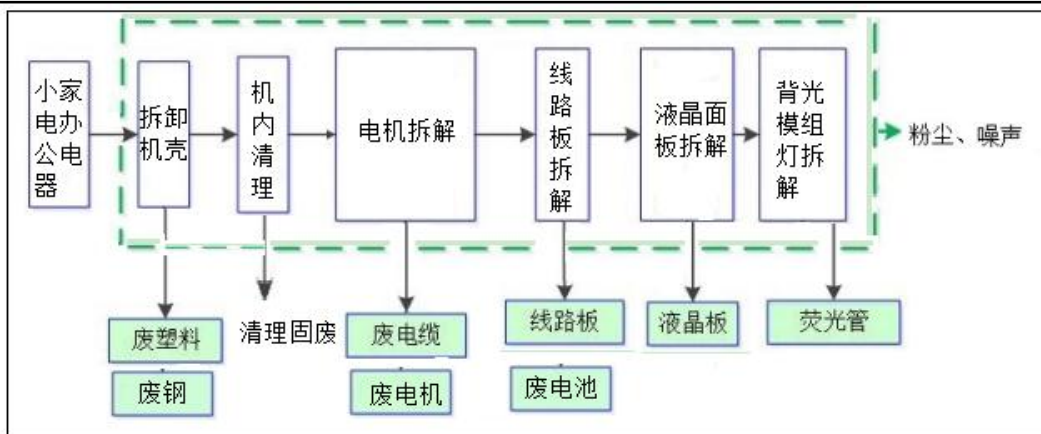 小家
电办
公电
器
拆卸
机壳
机
内
清
理
电机拆解
线
路
板
拆
解
液晶面
板拆解
背光
模组
灯拆
解
粉尘、噪声
废塑料
废钢
清理固废
废电缆
废电机
线路板
废电池
液晶板
荧光管